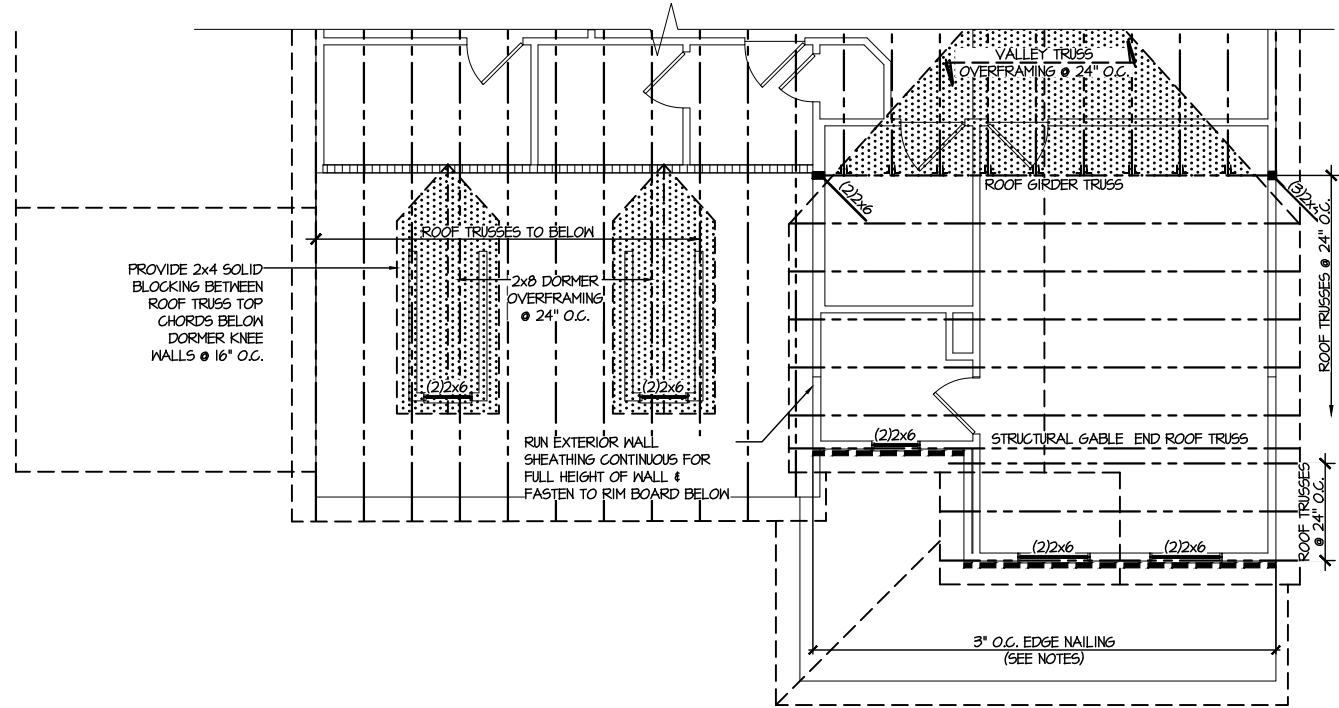 VALLEY TRUSS
OVERFRAMING @ 24" O.C.
ROOF GIRDER TRUSS
(2)2x6
(3)2x
ROOF TRUSSES @ 24" O.C.
ROOF TRUSSES TO BELOW
PROVIDE 2x4 SOLID
BLOCKING BETWEEN
ROOF TRUSS TOP
CHORDS BELOW
DORMER KNEE
WALLS @ 16" O.C.
2x8 DORMER
OVERFRAMING
@ 24" O.C.
(2)2x6
(2)2x6
RUN EXTERIOR WALL
SHEATHING CONTINUOUS FOR
FULL HEIGHT OF WALL &
FASTEN TO RIM BOARD BELOW
(2)2x6
STRUCTURAL GABLE END ROOF TRUSS
ROOF TRUSSES
@ 24" O.C.
(2)2x6
(2)2x6
3" O.C. EDGE NAILING
(SEE NOTES)